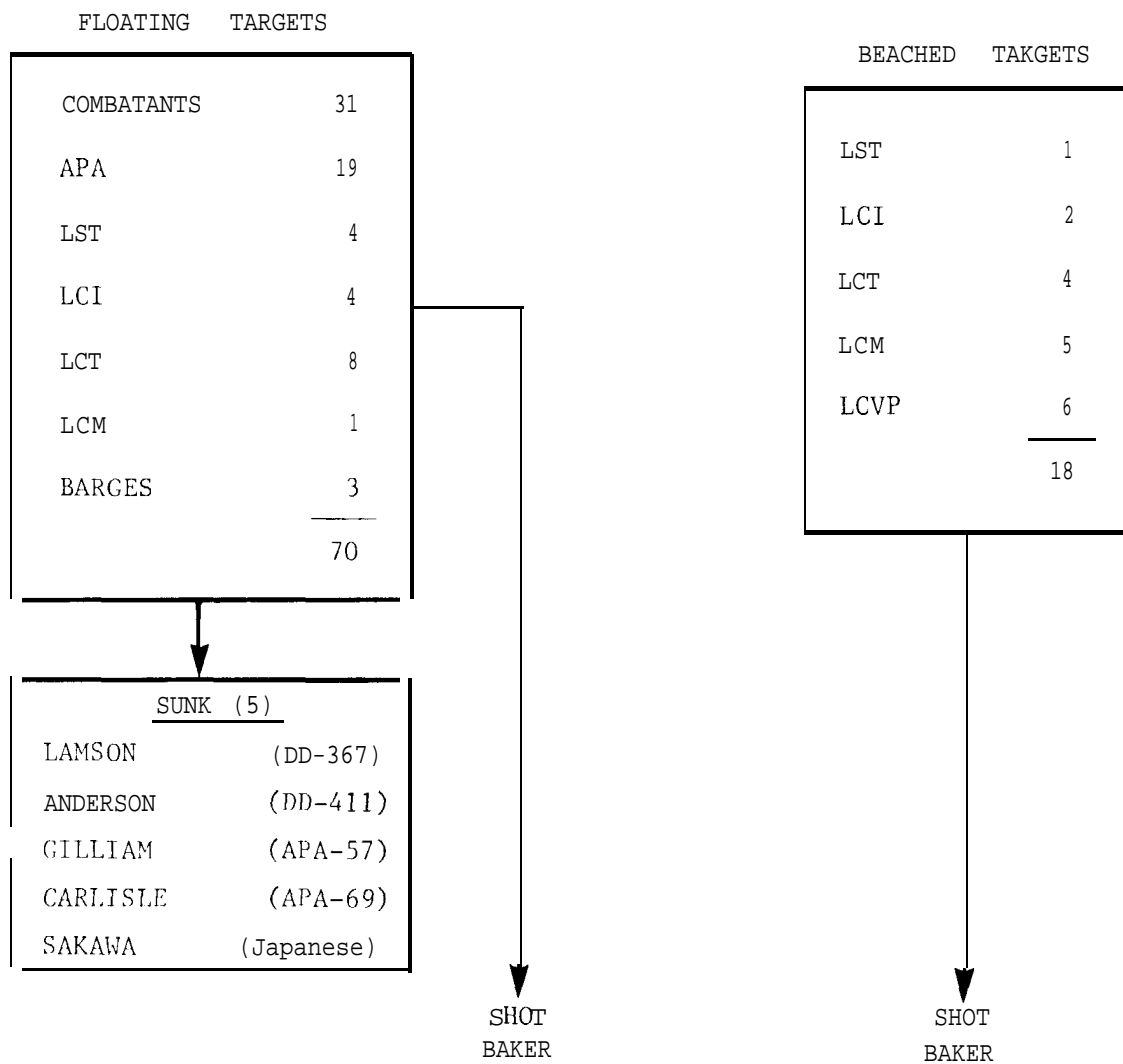 FLOATING TARGETS
COMBATANTS 31
APA 19
LST 4
LCI 4
LCT 8
LCM 1
BARGES 3
70
SUNK (5)
LAMSON (DD-367)
ANDERSON (DD-411)
GILLIAM (APA-57)
CARLISLE (APA-69)
SAKAWA (Japanese)
SHOT
BAKER
BEACHED TAKGETS
LST 1
LCI 2
LCT 4
LCM 5
LCVP 6
18
SHOT
BAKER